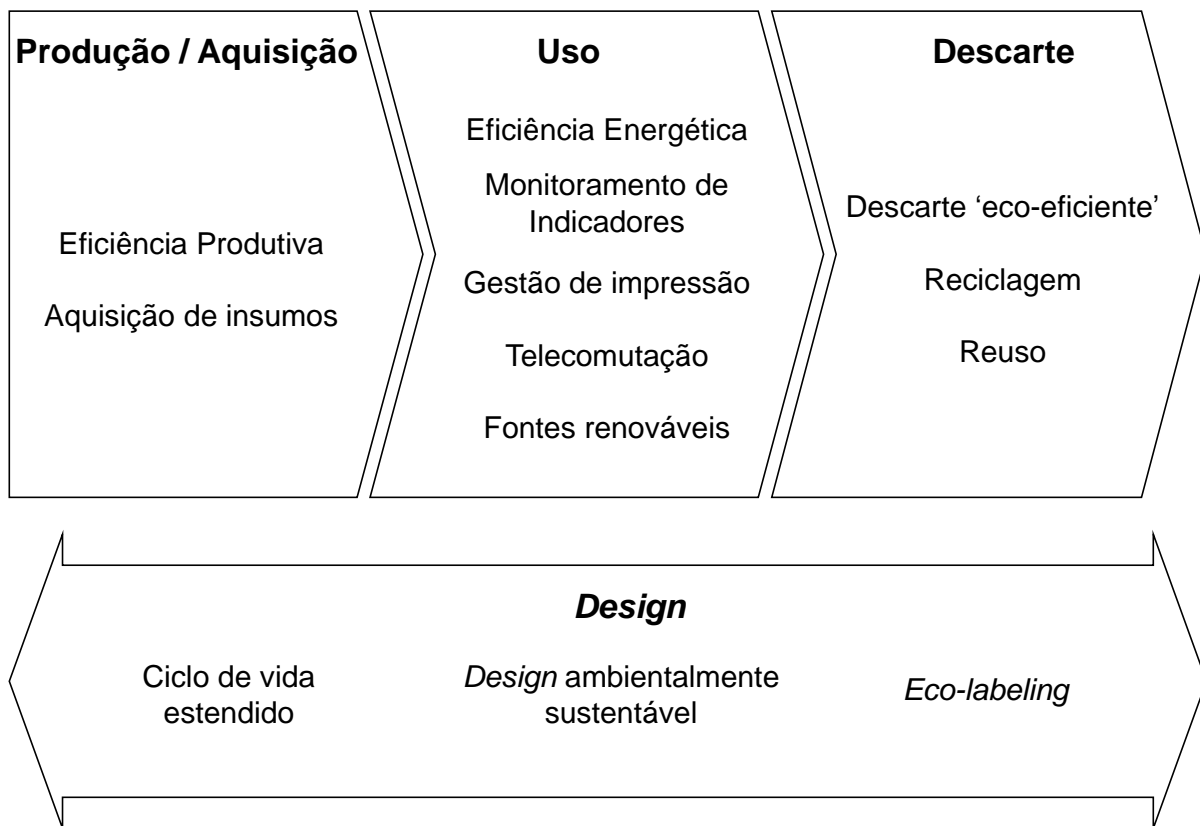 Produção / Aquisição
Eficiência Produtiva
Aquisição de insumos
Uso
Eficiência Energética
Monitoramento de
Indicadores
Gestão de impressão
Telecomutação
Fontes renováveis
Descarte
Descarte ‘eco-eficiente’
Reciclagem
Reuso
Design
Ciclo de vida
estendido
Design ambientalmente
sustentável
Eco-labeling